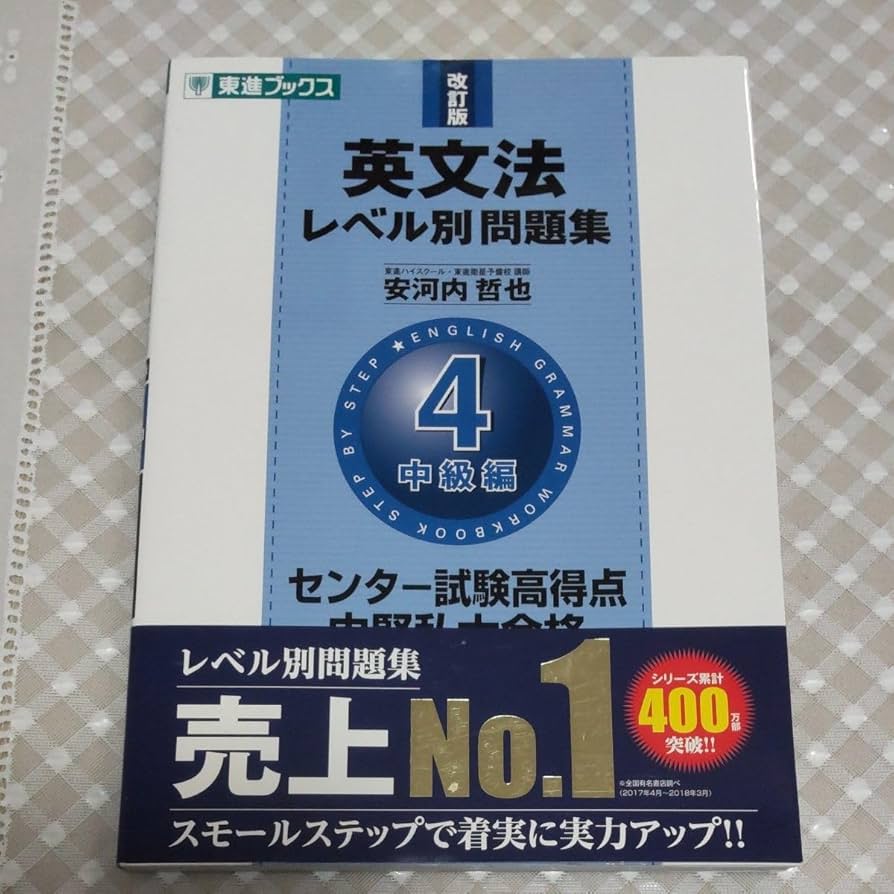 東進ブックス
改訂版
英文法
レベル別問題集
東進ハイスクール・東進衛星予備校 講師
安河内 哲也
STEP BY STEP ★ ENGLISH GRAMMAR WORKBOOK
4
中級編
センター試験高得点
中堅私大合格
レベル別問題集
売上No.1
シリーズ累計
400万部
突破!!
※全国有名書店調べ
(2017年4月~2018年3月)
スモールステップで着実に実力アップ!!